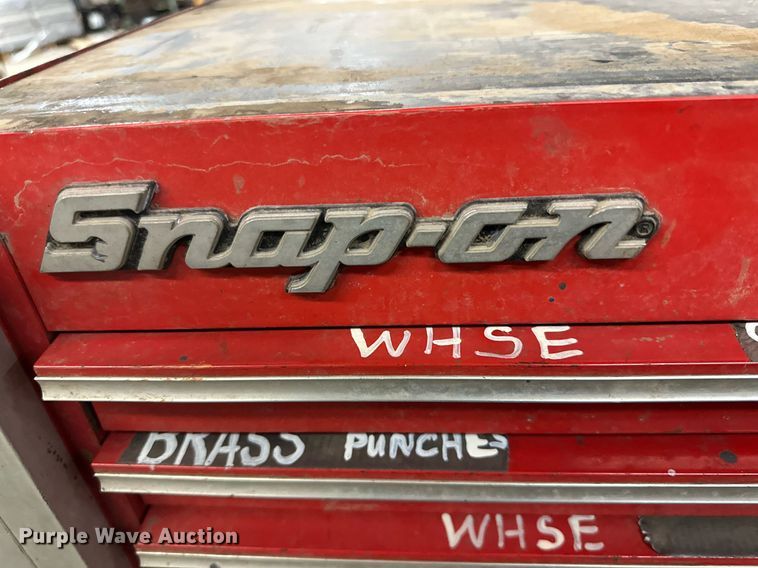 Snap-on®
WHSE
BRASS PUNCHES
WHSE
Purple Wave Auction